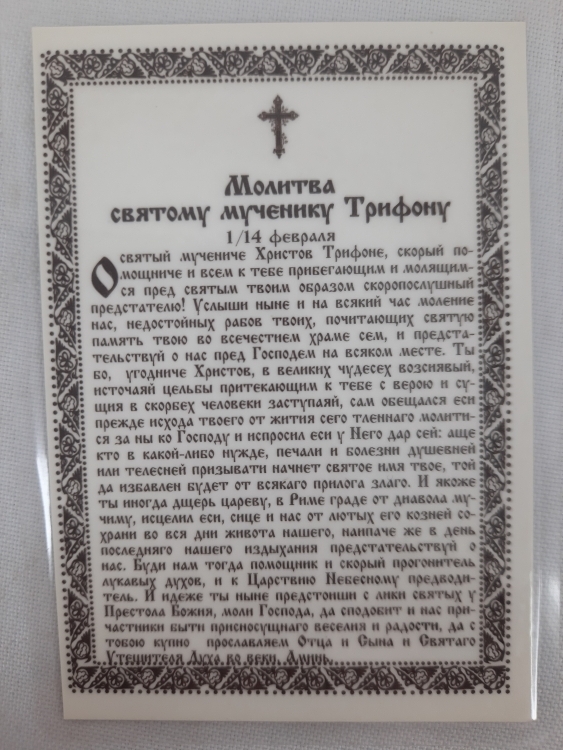 Молитва
святому мученику Трифону
1/14 февраля
О святый мучениче Христов Трифоне, скорый по-
мощниче и всем к тебе прибегающим и молящим-
ся пред святым твоим образом скоропослушный
предстателю! Услыши ныне и на всякий час моление
нас, недостойных рабов твоих, почитающих святую
память твою во всечестнем храме сем, и предста-
тельствуй о нас пред Господем на всяком месте. Ты
бо, угодниче Христов, в великих чудесех возсиявый,
источаяй цельбы притекающим к тебе с верою и су-
щия в скорбех человеки заступаяй, сам обещался еси
прежде исхода твоего от жития сего тленнаго молити-
ся за ны ко Господу и испросил еси у Него дар сей: аще
кто в какой-либо нужде, печали и болезни душевней
или телесней призывати начнет святое имя твое, той
да избавлен будет от всякаго прилога злаго. И якоже
ты иногда дщерь цареву, в Риме граде от диавола му-
чиму, исцелил еси, сице и нас от лютых его козней со-
храни во вся дни живота нашего, наипаче же в день
последняго нашего издыхания предстательствуй о
нас. Буди нам тогда помощник и скорый прогонитель
лукавых духов, и к Царствию Небесному предводи-
тель. И идеже ты ныне предстоиши с лики святых у
Престола Божия, моли Господа, да сподобит и нас при-
частники быти присносущнаго веселия и радости, да с
тобою купно прославляем Отца и Сына и Святаго
Утешителя Духа во веки. Аминь.